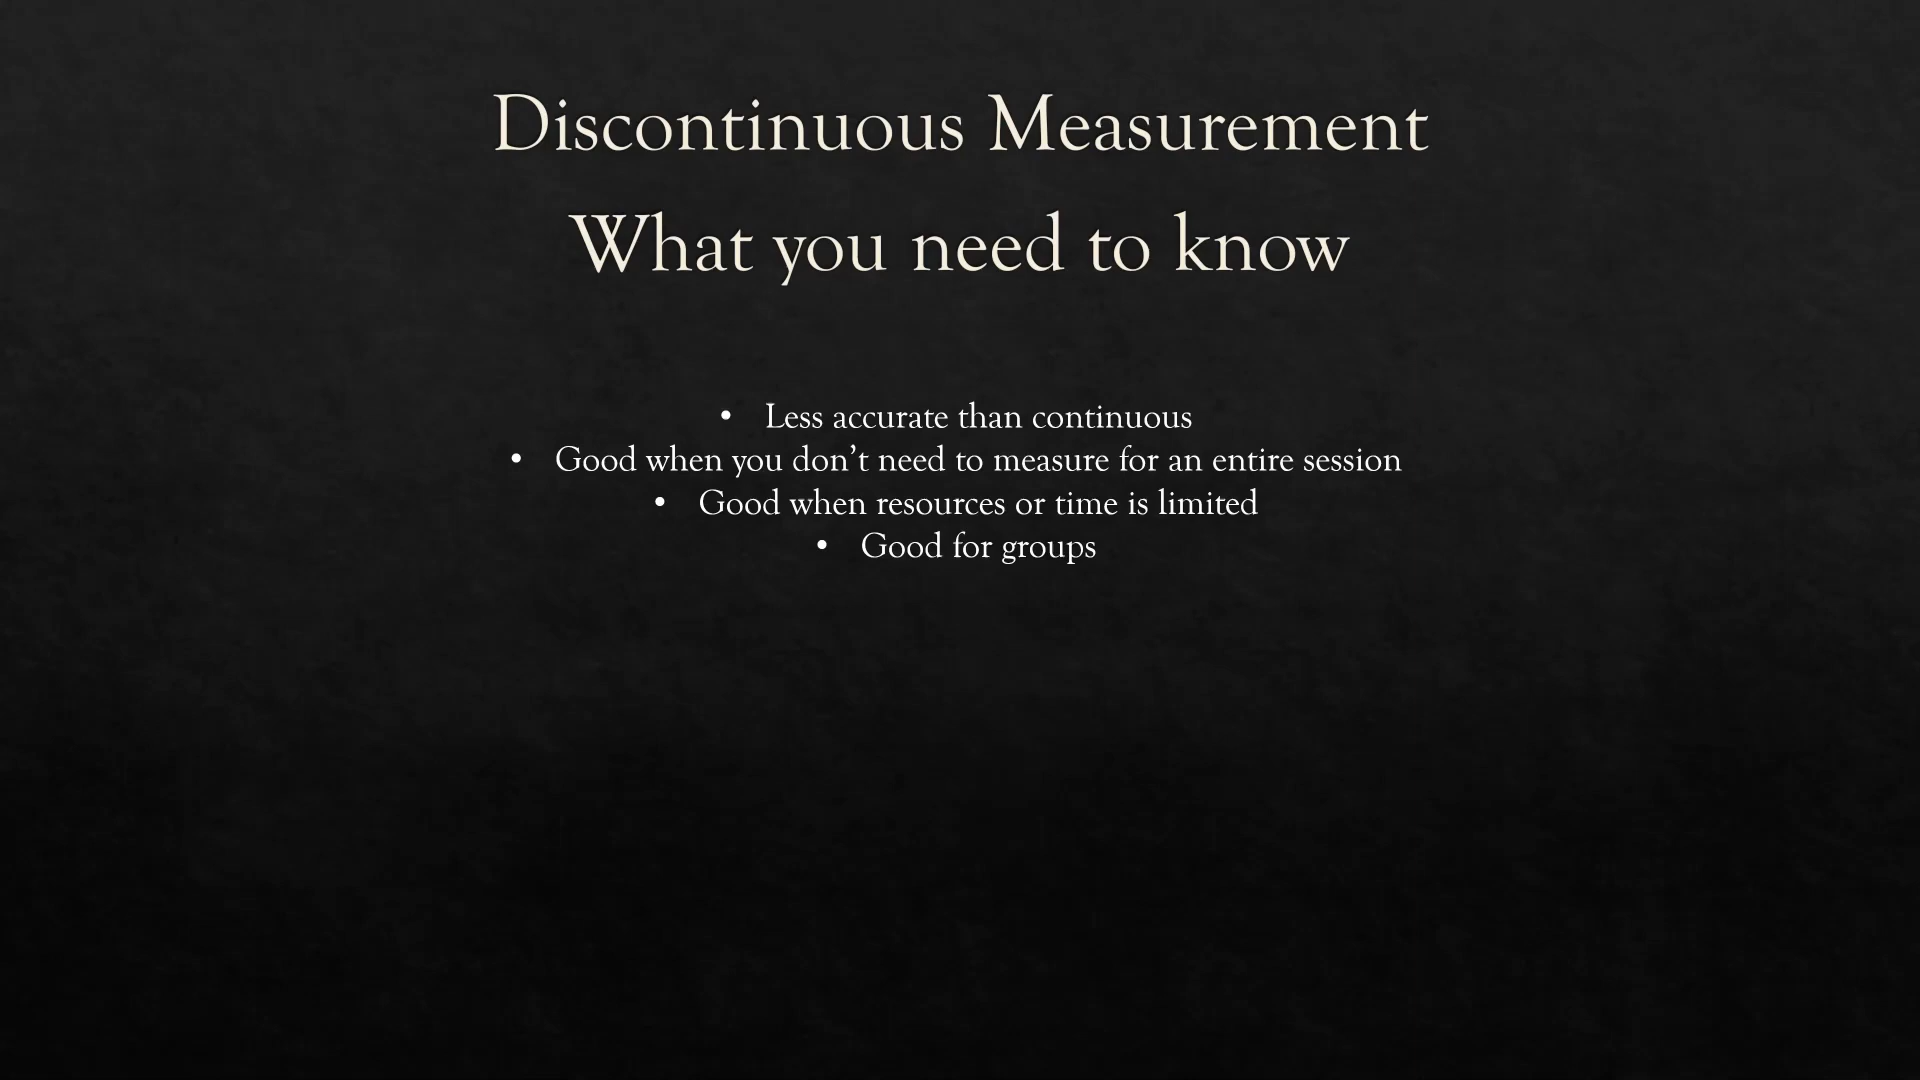 Discontinuous Measurement
What you need to know
• Less accurate than continuous
• Good when you don’t need to measure for an entire session
• Good when resources or time is limited
• Good for groups